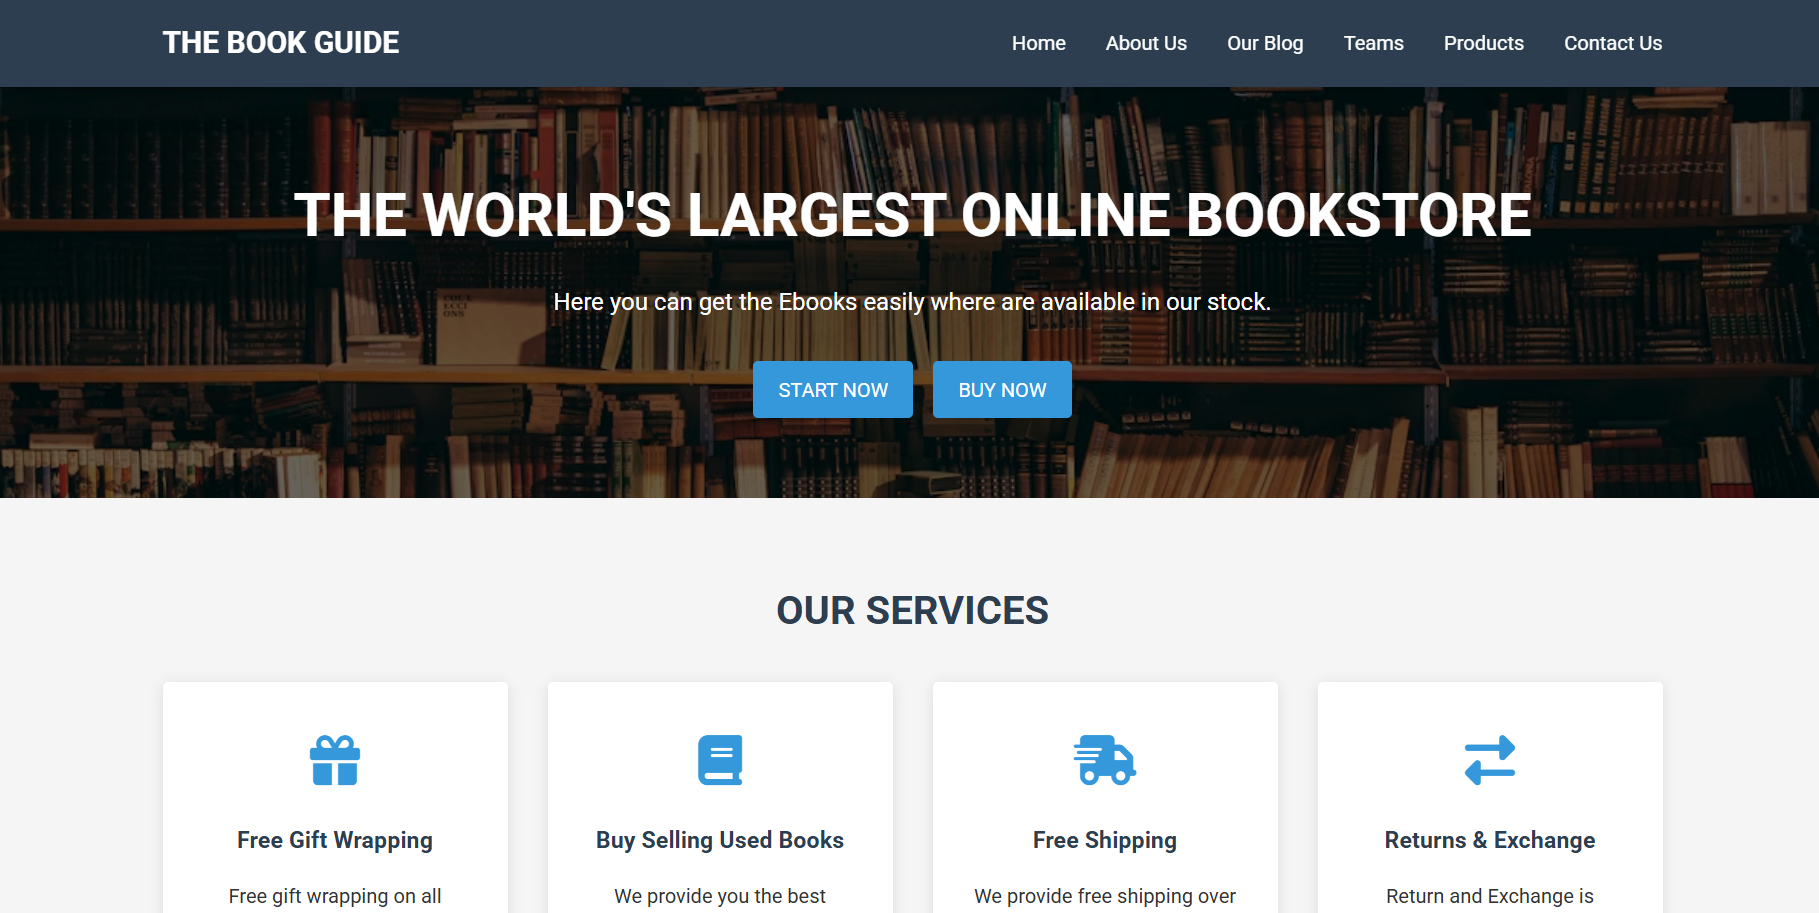 THE BOOK GUIDE
Home About Us Our Blog Teams Products Contact Us
THE WORLD'S LARGEST ONLINE BOOKSTORE
Here you can get the Ebooks easily where are available in our stock.
START NOW BUY NOW
COLL
ECCI
ONS
OUR SERVICES
Free Gift Wrapping
Free gift wrapping on all
Buy Selling Used Books
We provide you the best
Free Shipping
We provide free shipping over
Returns & Exchange
Return and Exchange is